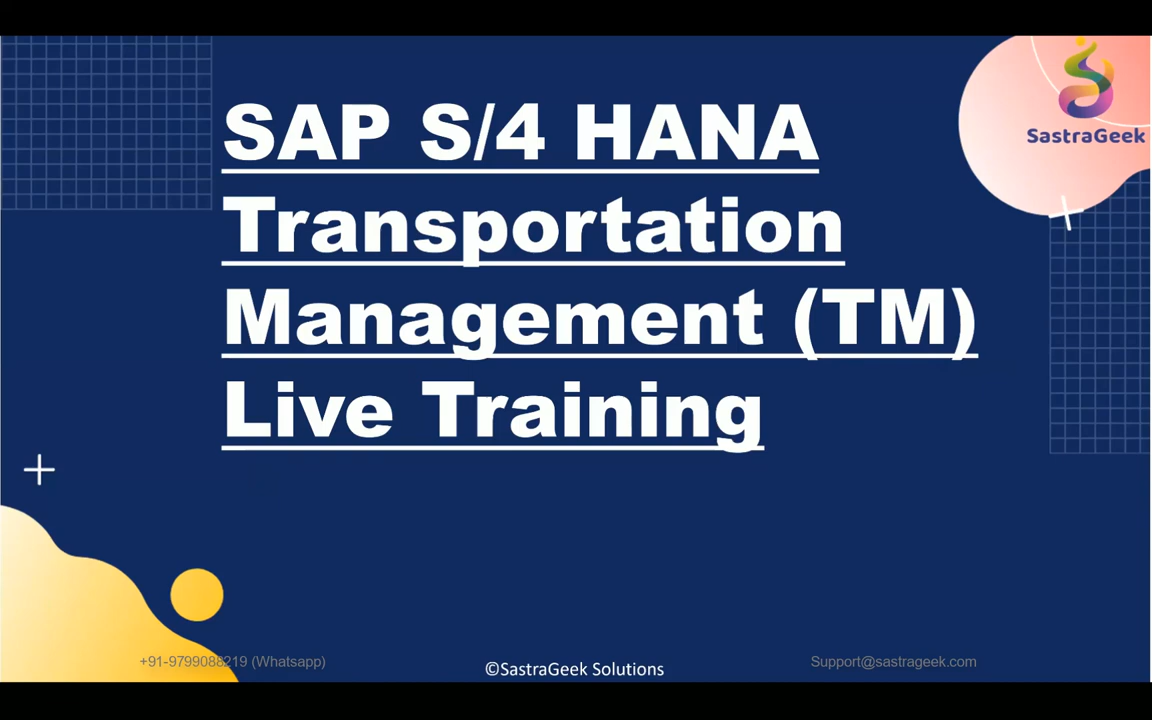 SastraGeek
SAP S/4 HANA
Transportation
Management (TM)
Live Training
+91-9799088219 (Whatsapp)
©SastraGeek Solutions
Support@sastrageek.com